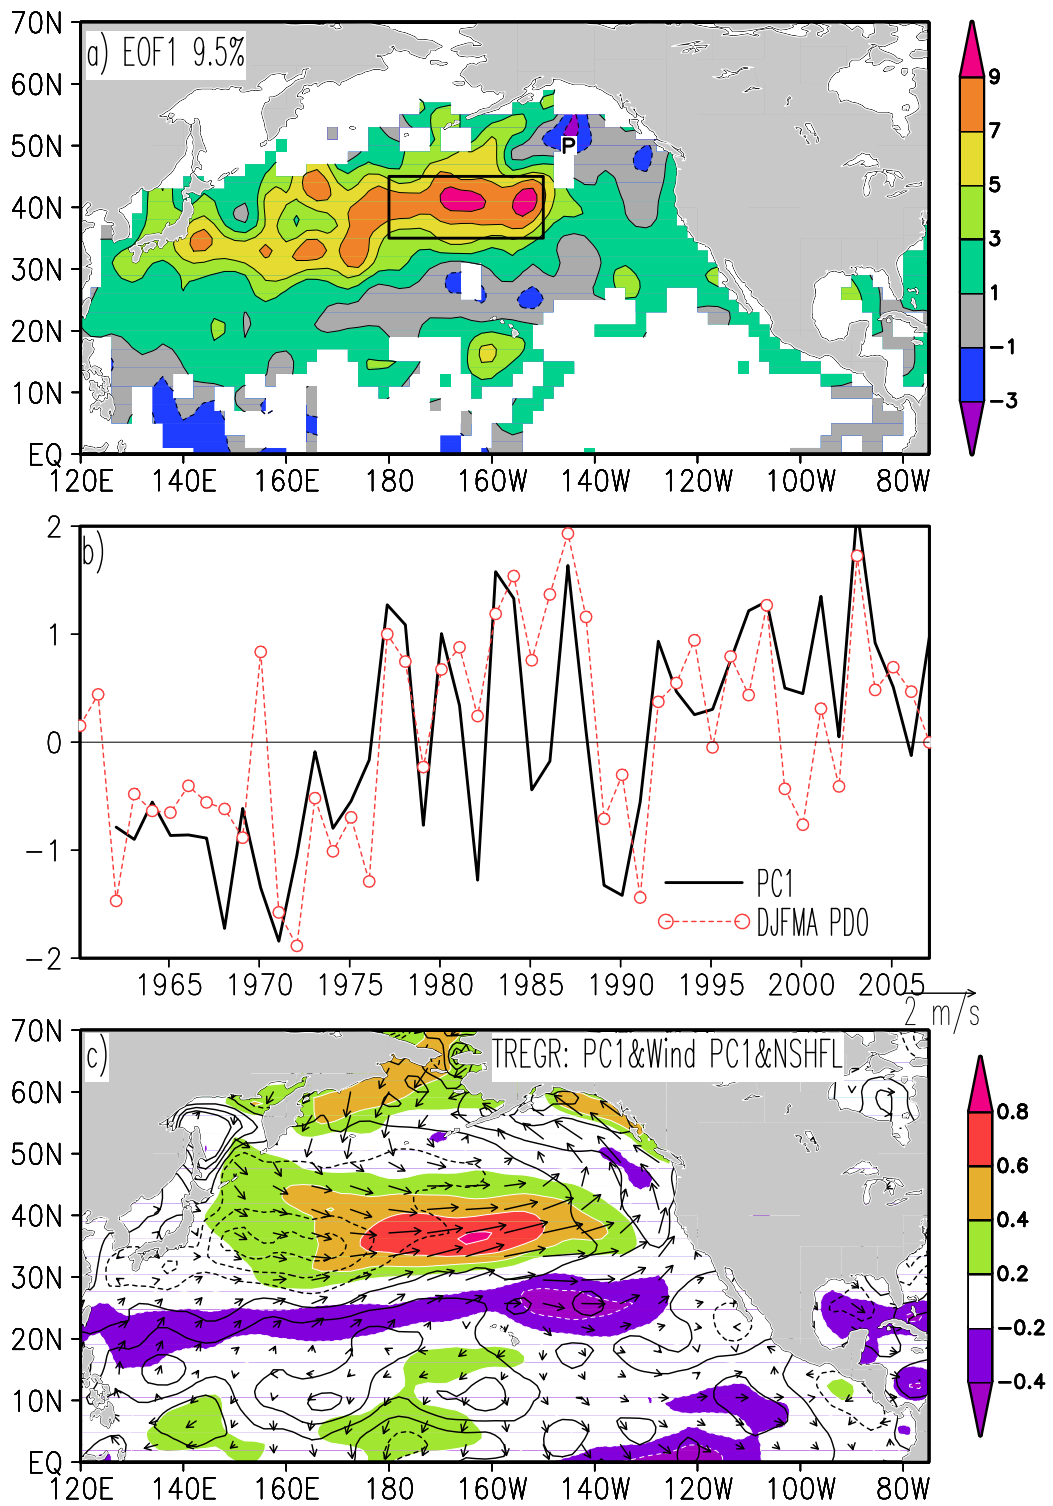 70N
a) EOF1 9.5%
60N
50N
P
40N
30N
20N
10N
EQ
120E 140E 160E 180 160W 140W 120W 100W 80W
9
7
5
3
1
−1
−3
2
b)
1
0
−1
−2
PC1
DJFMA PDO
1965 1970 1975 1980 1985 1990 1995 2000 2005
2 m/s
70N
c)
TREGR: PC1&Wind PC1&NSHFL
60N
50N
40N
30N
20N
10N
EQ
120E 140E 160E 180 160W 140W 120W 100W 80W
0.8
0.6
0.4
0.2
−0.2
−0.4